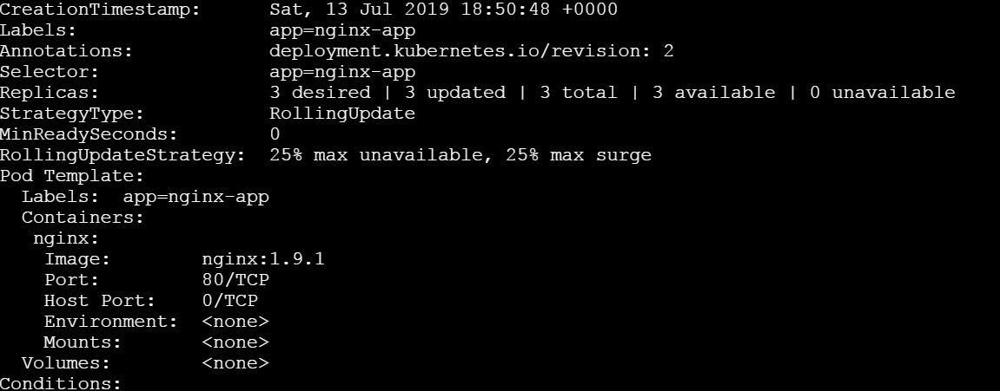 CreationTimestamp:      Sat, 13 Jul 2019 18:50:48 +0000
Labels:                 app=nginx-app
Annotations:            deployment.kubernetes.io/revision: 2
Selector:               app=nginx-app
Replicas:               3 desired | 3 updated | 3 total | 3 available | 0 unavailable
StrategyType:           RollingUpdate
MinReadySeconds:        0
RollingUpdateStrategy:  25% max unavailable, 25% max surge
Pod Template:
  Labels:  app=nginx-app
  Containers:
   nginx:
    Image:        nginx:1.9.1
    Port:         80/TCP
    Host Port:    0/TCP
    Environment:  <none>
    Mounts:       <none>
  Volumes:        <none>
Conditions: